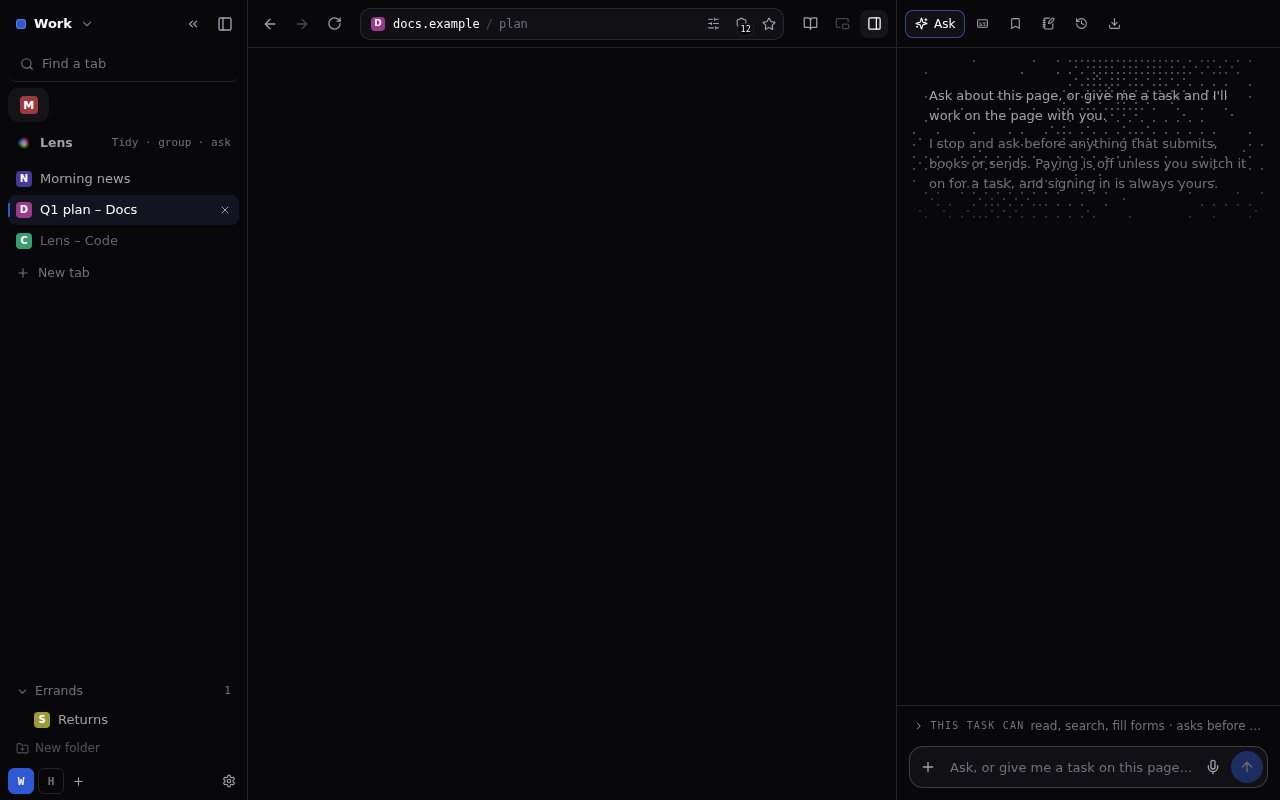 Work
Find a tab
M
Lens
Tidy · group · ask
N Morning news
D Q1 plan – Docs
C Lens – Code
New tab
Errands 1
S Returns
New folder
W H
D docs.example / plan
12
Ask
Ask about this page, or give me a task and I'll
work on the page with you.
I stop and ask before anything that submits,
books or sends. Paying is off unless you switch it
on for a task, and signing in is always yours.
THIS TASK CAN read, search, fill forms · asks before …
Ask, or give me a task on this page…